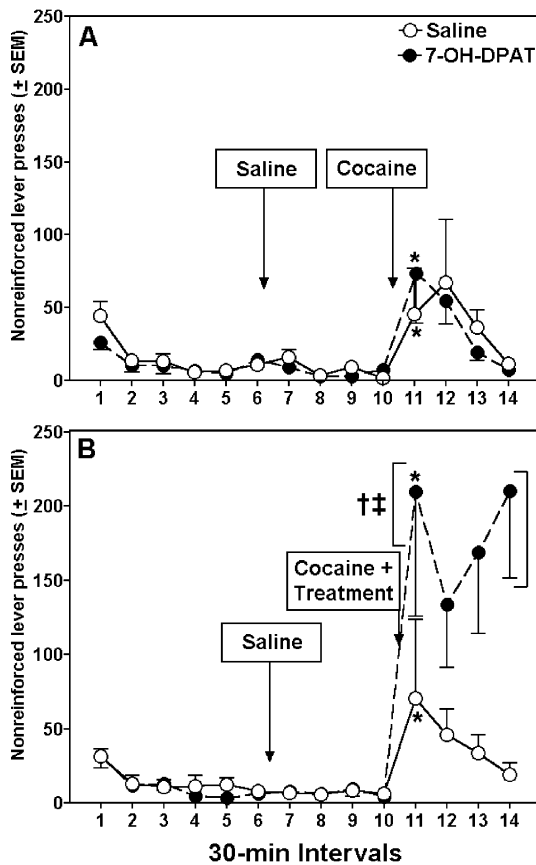 A
Saline
7-OH-DPAT
Nonreinforced lever presses (± SEM)
250
200
150
100
50
0
Saline
Cocaine
*
*
1 2 3 4 5 6 7 8 9 10 11 12 13 14
B
Nonreinforced lever presses (± SEM)
250
200
150
100
50
0
†‡
*
Cocaine +
Treatment
Saline
*
1 2 3 4 5 6 7 8 9 10 11 12 13 14
30-min Intervals